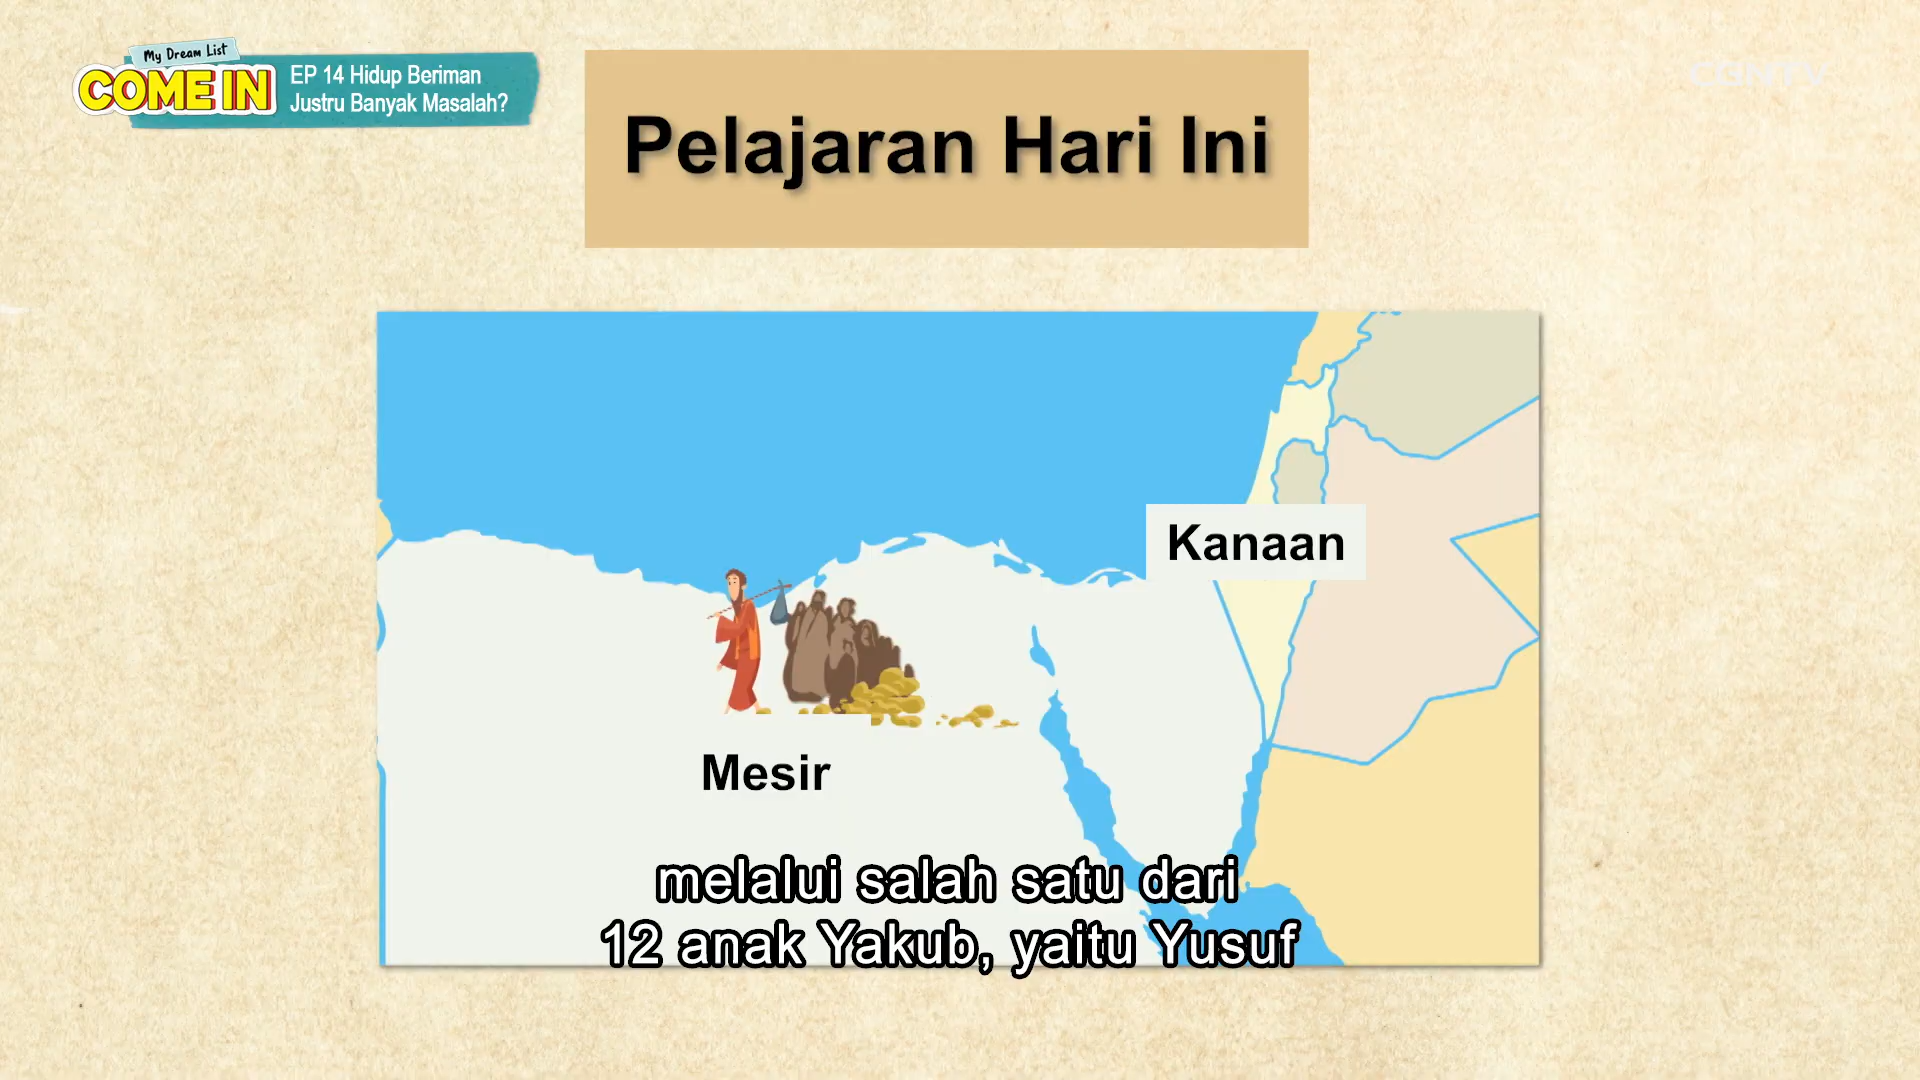 My Dream List
COME IN
EP 14 Hidup Beriman
Justru Banyak Masalah?
CGNTV
Pelajaran Hari Ini
Kanaan
Mesir
melalui salah satu dari
12 anak Yakub, yaitu Yusuf